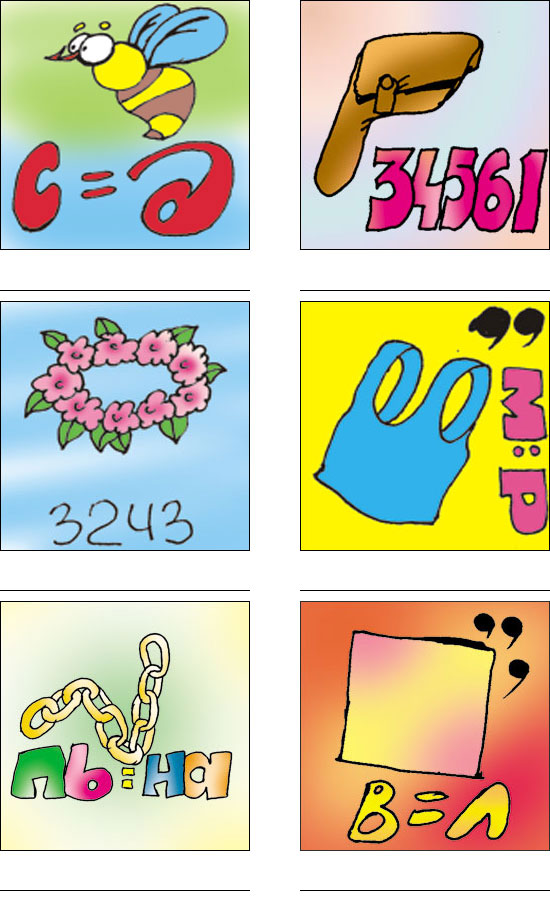 с = д
34561
3243
,,
м : р
пь = на
,,
,
в = л